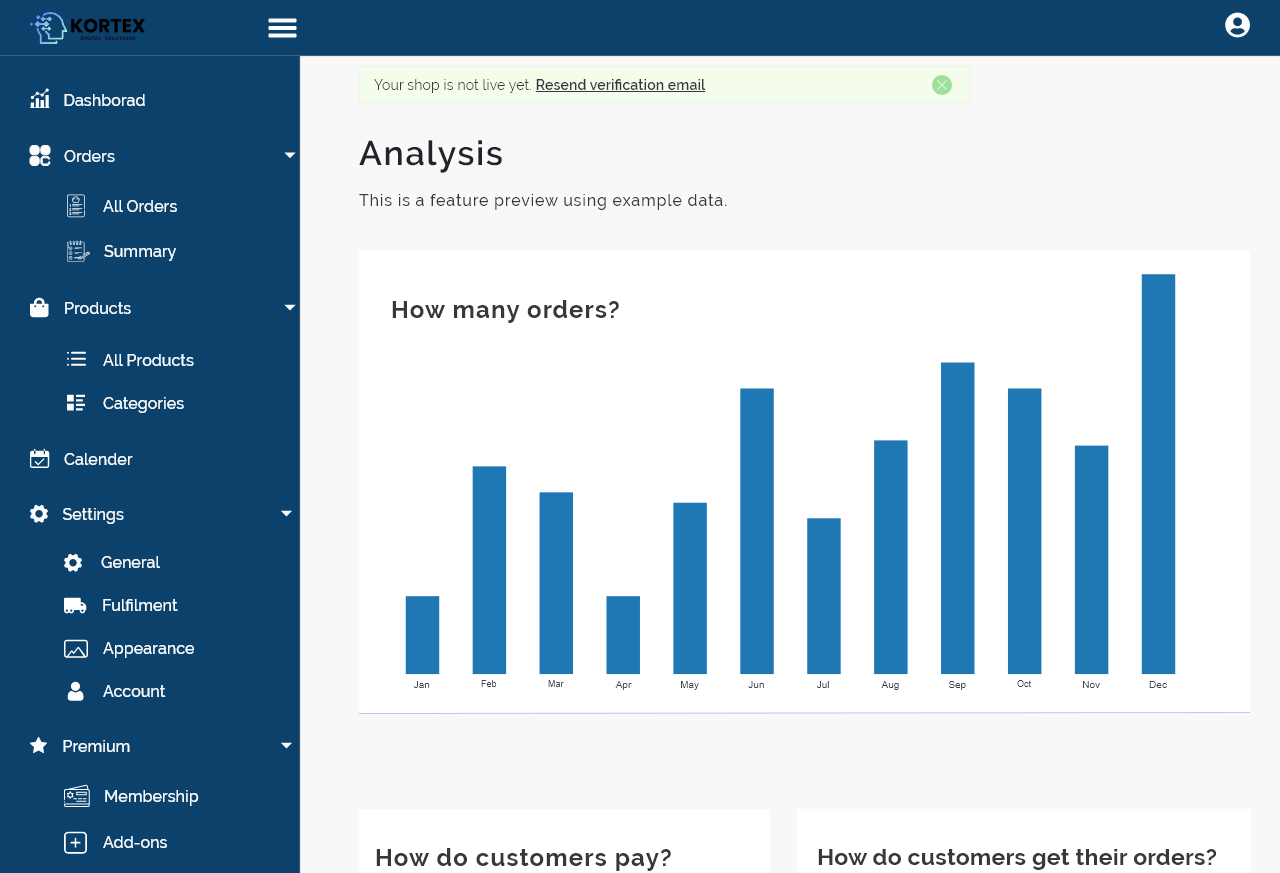 KORTEX
DIGITAL SOLUTIONS
Dashborad
Orders
All Orders
Summary
Products
All Products
Categories
Calender
Settings
General
Fulfilment
Appearance
Account
Premium
Membership
Add-ons
Your shop is not live yet. Resend verification email
Analysis
This is a feature preview using example data.
How many orders?
Jan Feb Mar Apr May Jun Jul Aug Sep Oct Nov Dec
How do customers pay?
How do customers get their orders?